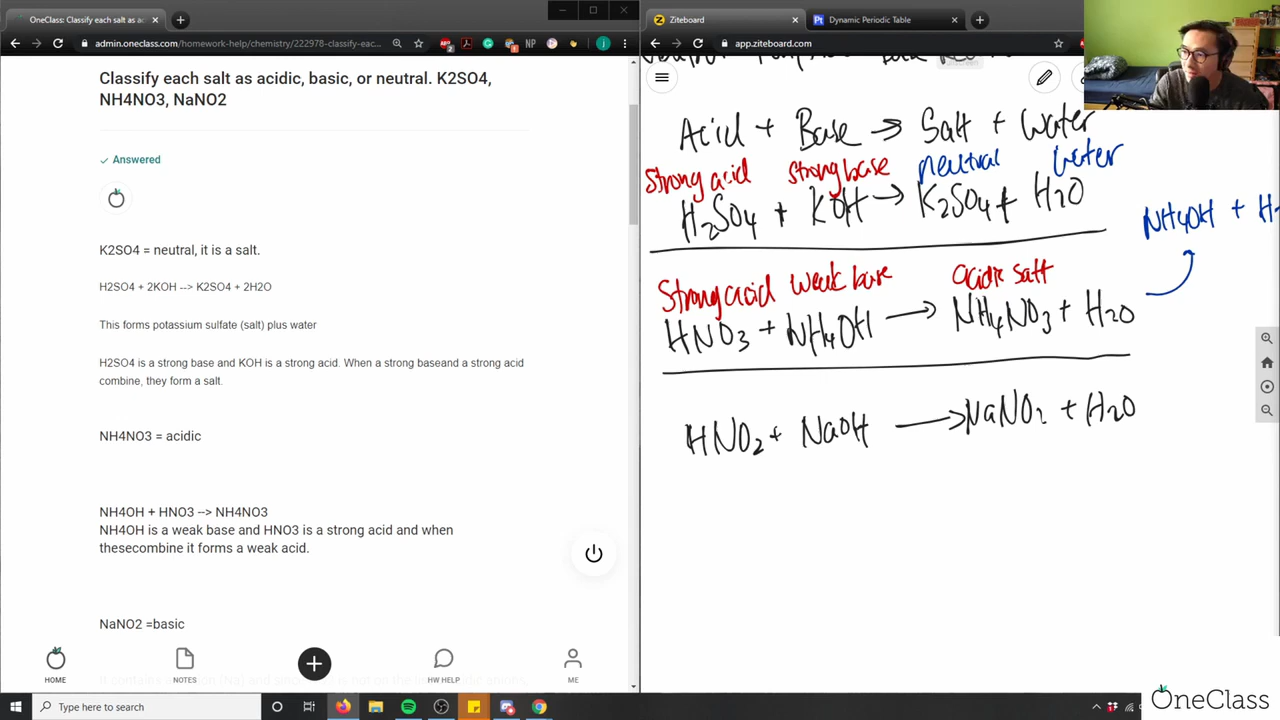 OneClass: Classify each salt as ac
Ziteboard
Dynamic Periodic Table
admin.oneclass.com/homework-help/chemistry/222978-classify-eac...
app.ziteboard.com
Classify each salt as acidic, basic, or neutral. K2SO4,
NH4NO3, NaNO2
Answered
K2SO4 = neutral, it is a salt.
H2SO4 + 2KOH --> K2SO4 + 2H2O
This forms potassium sulfate (salt) plus water
H2SO4 is a strong base and KOH is a strong acid. When a strong baseand a strong acid
combine, they form a salt.
NH4NO3 = acidic
NH4OH + HNO3 --> NH4NO3
NH4OH is a weak base and HNO3 is a strong acid and when
thesecombine it forms a weak acid.
NaNO2 =basic
HOME
NOTES
HW HELP
ME
Acid + Base → Salt + Water
strong acid strong base neutral water
H2SO4 + KOH → K2SO4 + H2O
NH4OH + H
Strong acid weak base acidic salt
HNO3 + NH4OH → NH4NO3 + H2O
HNO2 + NaOH → NaNO2 + H2O
Type here to search
OneClass